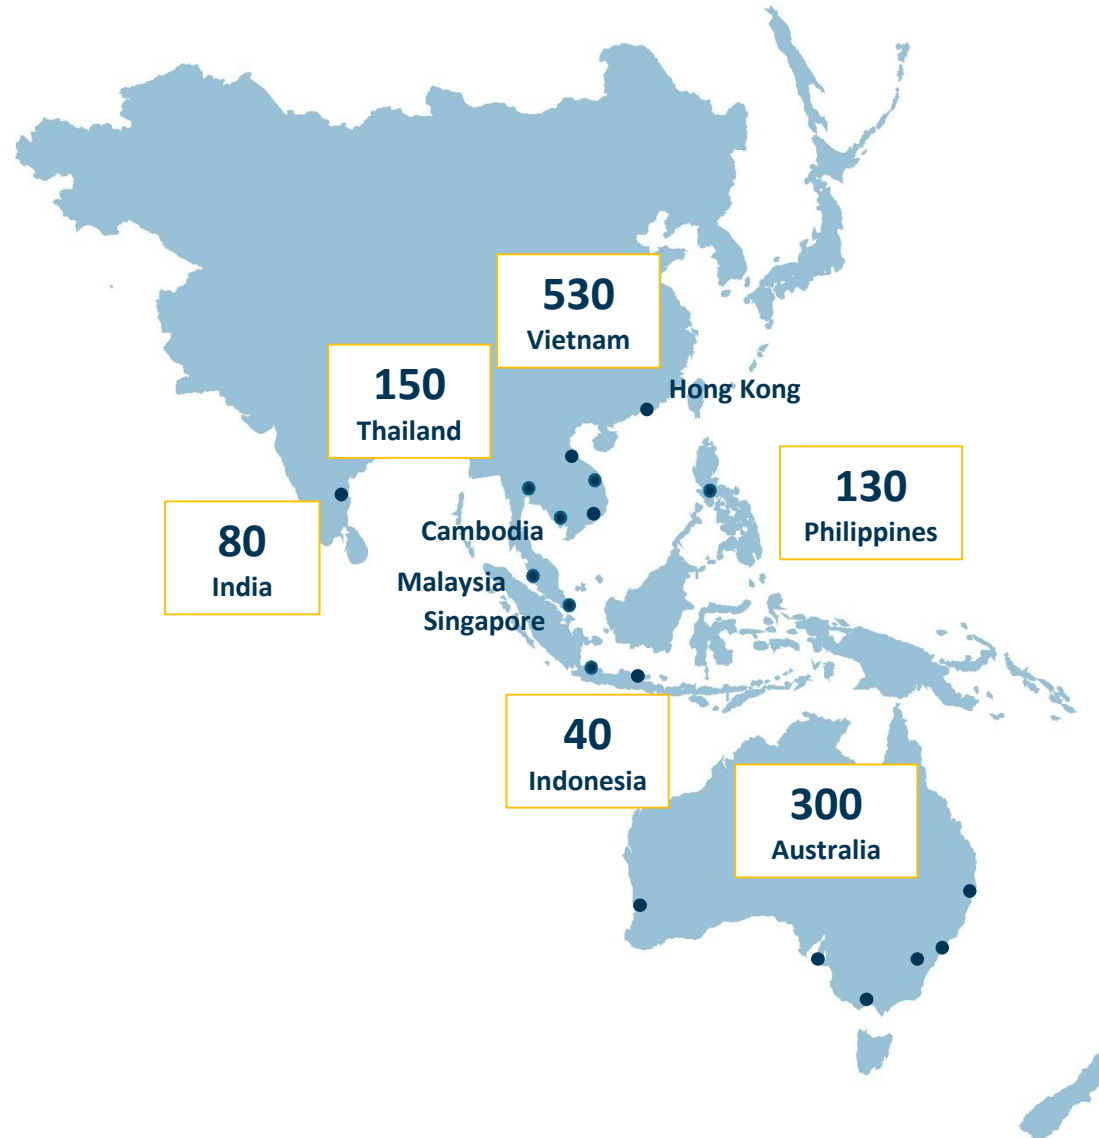 530
Vietnam
150
Thailand
Hong Kong
130
Philippines
80
India
Cambodia
Malaysia
Singapore
40
Indonesia
300
Australia